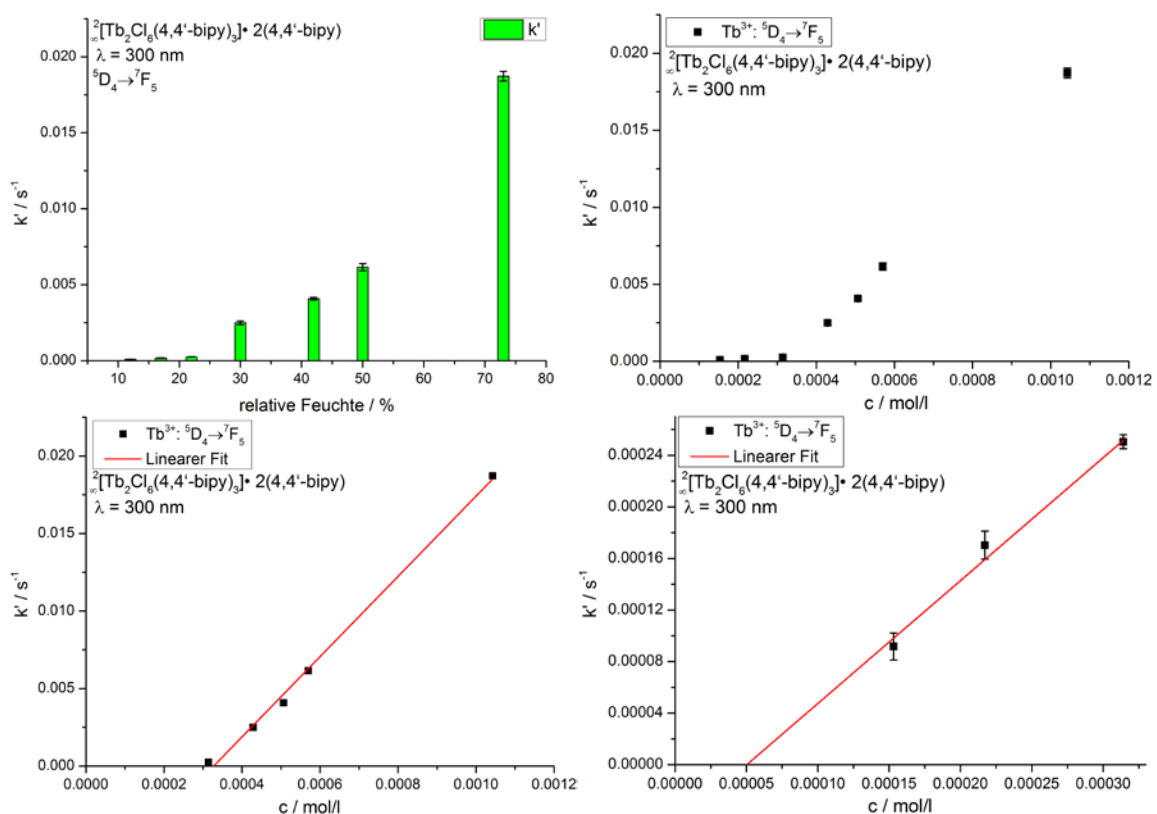 ²∞[Tb₂Cl₆(4,4‘-bipy)₃]• 2(4,4‘-bipy)
λ = 300 nm
⁵D₄→⁷F₅
k'
0.020
0.015
0.010
0.005
0.000
k' / s⁻¹
10 20 30 40 50 60 70 80
relative Feuchte / %
Tb³⁺: ⁵D₄→⁷F₅
²∞[Tb₂Cl₆(4,4‘-bipy)₃]• 2(4,4‘-bipy)
λ = 300 nm
0.020
0.015
0.010
0.005
0.000
k' / s⁻¹
0.0000 0.0002 0.0004 0.0006 0.0008 0.0010 0.0012
c / mol/l
Tb³⁺: ⁵D₄→⁷F₅
Linearer Fit
²∞[Tb₂Cl₆(4,4‘-bipy)₃]• 2(4,4‘-bipy)
λ = 300 nm
0.020
0.015
0.010
0.005
0.000
k' / s⁻¹
0.0000 0.0002 0.0004 0.0006 0.0008 0.0010 0.0012
c / mol/l
Tb³⁺: ⁵D₄→⁷F₅
Linearer Fit
²∞[Tb₂Cl₆(4,4‘-bipy)₃]• 2(4,4‘-bipy)
λ = 300 nm
0.00024
0.00020
0.00016
0.00012
0.00008
0.00004
0.00000
k' / s⁻¹
0.00000 0.00005 0.00010 0.00015 0.00020 0.00025 0.00030
c / mol/l